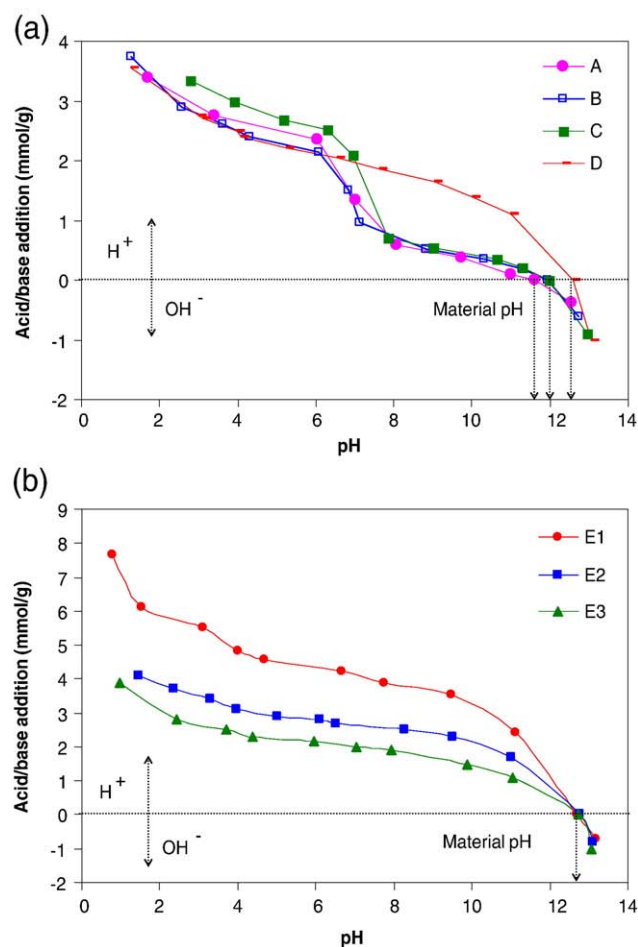 (a)
4
3
2
1
0
-1
-2
0 2 4 6 8 10 12 14
Acid/base addition (mmol/g)
pH
H+
OH -
Material pH
A
B
C
D
(b)
9
8
7
6
5
4
3
2
1
0
-1
-2
0 2 4 6 8 10 12 14
Acid/base addition (mmol/g)
pH
H+
OH -
Material pH
E1
E2
E3